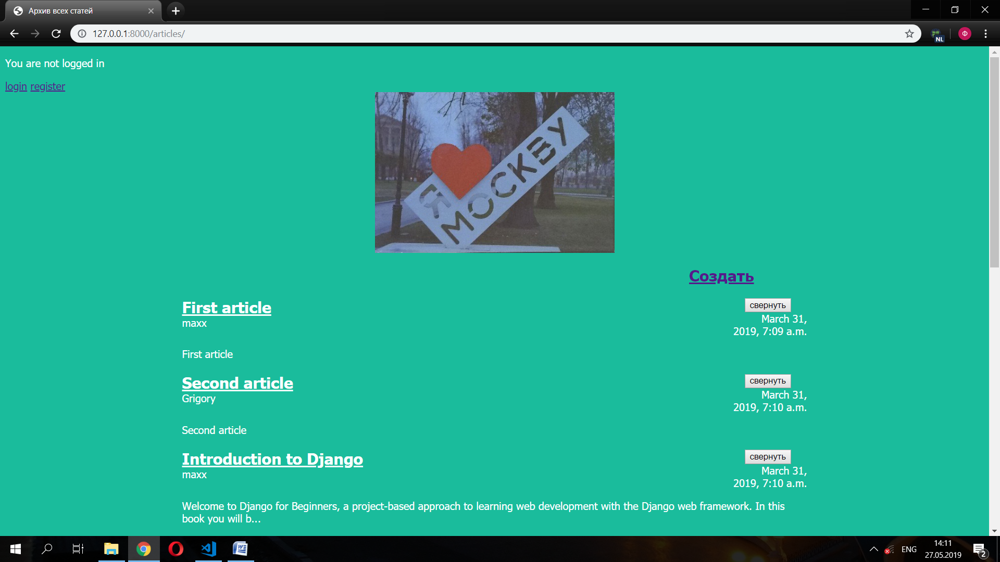 Архив всех статей
127.0.0.1:8000/articles/
NL
Ф
You are not logged in
login register
Я
МОСКВУ
Создать
First article
свернуть
maxx
March 31,
2019, 7:09 a.m.
First article
Second article
свернуть
Grigory
March 31,
2019, 7:10 a.m.
Second article
Introduction to Django
свернуть
maxx
March 31,
2019, 7:10 a.m.
Welcome to Django for Beginners, a project-based approach to learning web development with the Django web framework. In this
book you will b...
ENG
14:11
27.05.2019
2